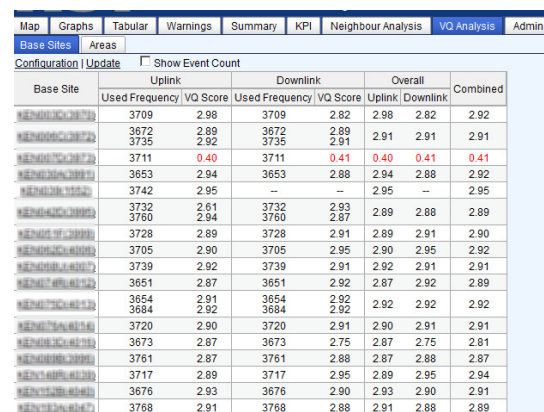 Map Graphs Tabular Warnings Summary KPI Neighbour Analysis VQ Analysis Admin
Base Sites Areas
Configuration | Update Show Event Count
Base Site Uplink Downlink Overall Combined
Used Frequency VQ Score Used Frequency VQ Score Uplink Downlink
3709 2.98 3709 2.82 2.98 2.82 2.92
3672 2.89 3672 2.89 2.91 2.91 2.91
3735 2.92 3735 2.91
3711 0.40 3711 0.41 0.40 0.41 0.41
3653 2.94 3653 2.88 2.94 2.88 2.92
3742 2.95 -- -- 2.95 -- 2.95
3732 2.61 3732 2.93 2.89 2.88 2.89
3760 2.94 3760 2.87
3728 2.89 3728 2.91 2.89 2.91 2.90
3705 2.90 3705 2.95 2.90 2.95 2.92
3739 2.92 3739 2.91 2.92 2.91 2.91
3651 2.87 3651 2.92 2.87 2.92 2.89
3654 2.91 3654 2.92 2.92 2.92 2.92
3684 2.92 3684 2.92
3720 2.90 3720 2.91 2.90 2.91 2.91
3673 2.87 3673 2.75 2.87 2.75 2.81
3761 2.87 3761 2.88 2.87 2.88 2.87
3717 2.89 3717 2.95 2.89 2.95 2.94
3676 2.93 3676 2.90 2.93 2.90 2.91
3768 2.91 3768 2.88 2.91 2.88 2.89